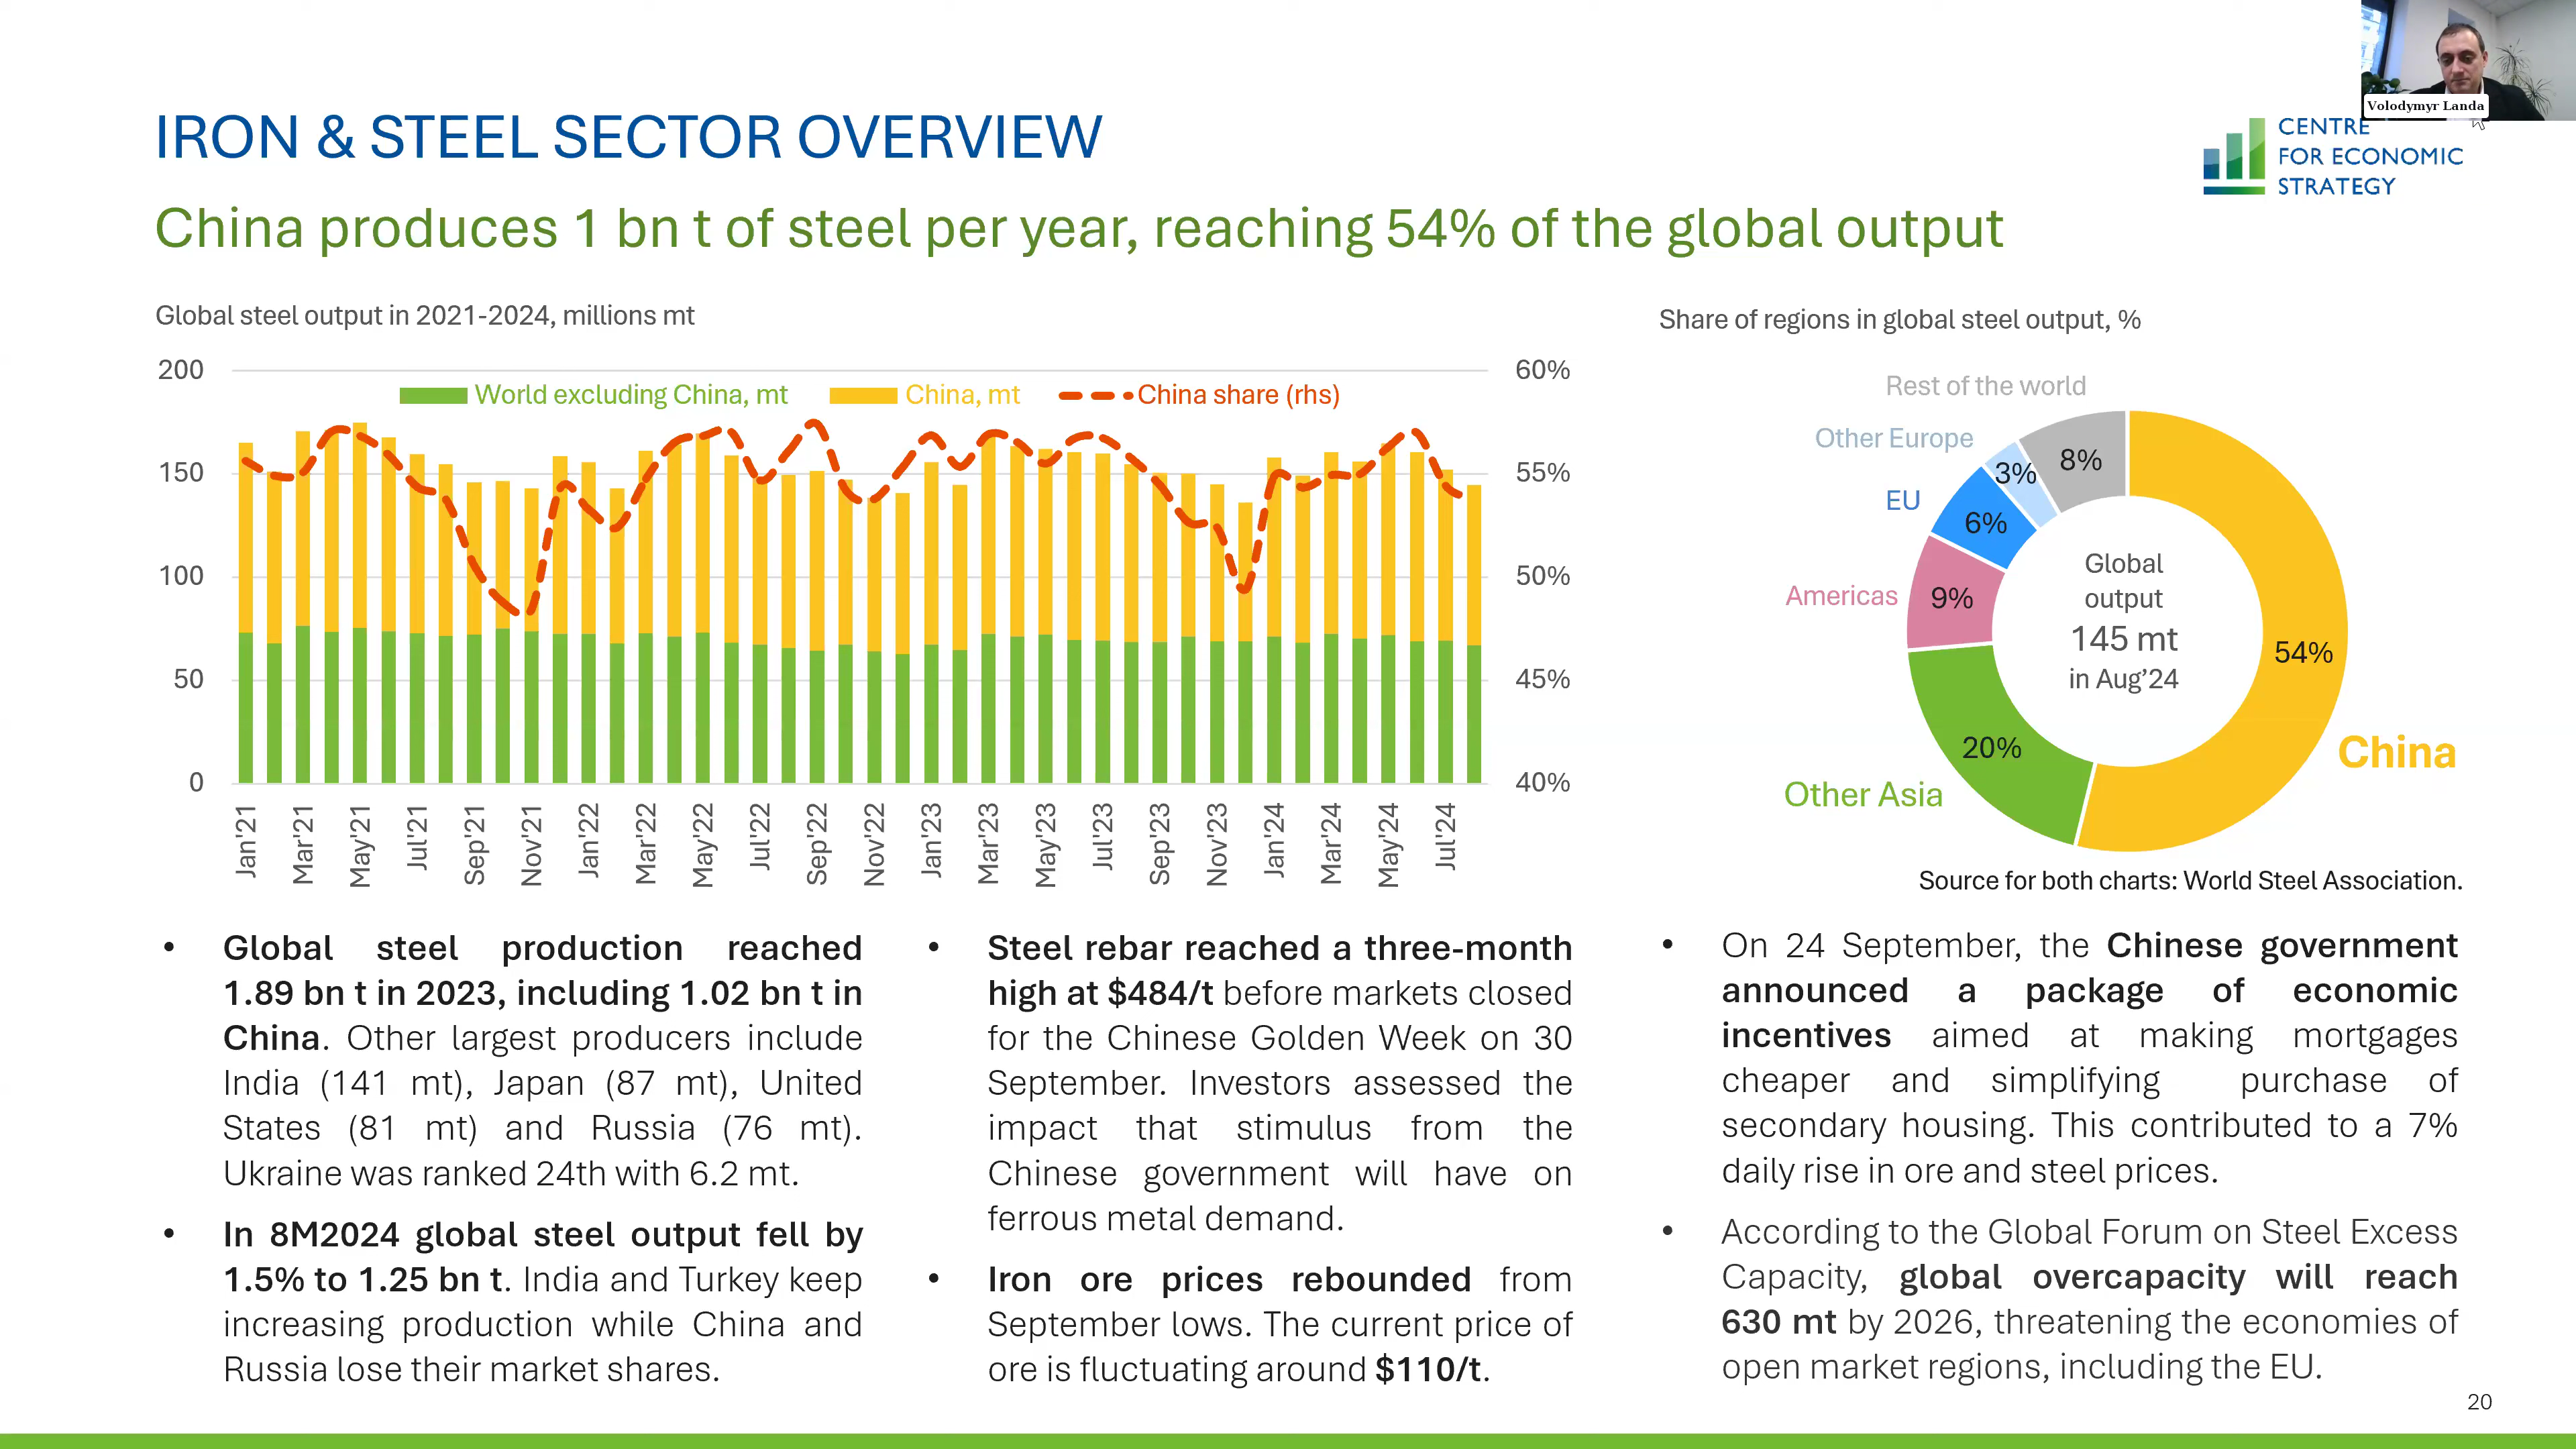 Volodymyr Landa
IRON & STEEL SECTOR OVERVIEW
CENTRE
FOR ECONOMIC
STRATEGY
China produces 1 bn t of steel per year, reaching 54% of the global output
Global steel output in 2021-2024, millions mt
200
150
100
50
0
World excluding China, mt
China, mt
China share (rhs)
60%
55%
50%
45%
40%
Jan'21
Mar'21
May'21
Jul'21
Sep'21
Nov'21
Jan'22
Mar'22
May'22
Jul'22
Sep'22
Nov'22
Jan'23
Mar'23
May'23
Jul'23
Sep'23
Nov'23
Jan'24
Mar'24
May'24
Jul'24
Share of regions in global steel output, %
Rest of the world
8%
Other Europe
3%
EU
6%
Americas
9%
Other Asia
20%
China
54%
Global
output
145 mt
in Aug’24
Source for both charts: World Steel Association.
• Global steel production reached
1.89 bn t in 2023, including 1.02 bn t in
China. Other largest producers include
India (141 mt), Japan (87 mt), United
States (81 mt) and Russia (76 mt).
Ukraine was ranked 24th with 6.2 mt.
• In 8M2024 global steel output fell by
1.5% to 1.25 bn t. India and Turkey keep
increasing production while China and
Russia lose their market shares.
• Steel rebar reached a three-month
high at $484/t before markets closed
for the Chinese Golden Week on 30
September. Investors assessed the
impact that stimulus from the
Chinese government will have on
ferrous metal demand.
• Iron ore prices rebounded from
September lows. The current price of
ore is fluctuating around $110/t.
• On 24 September, the Chinese government
announced a package of economic
incentives aimed at making mortgages
cheaper and simplifying purchase of
secondary housing. This contributed to a 7%
daily rise in ore and steel prices.
• According to the Global Forum on Steel Excess
Capacity, global overcapacity will reach
630 mt by 2026, threatening the economies of
open market regions, including the EU.
20